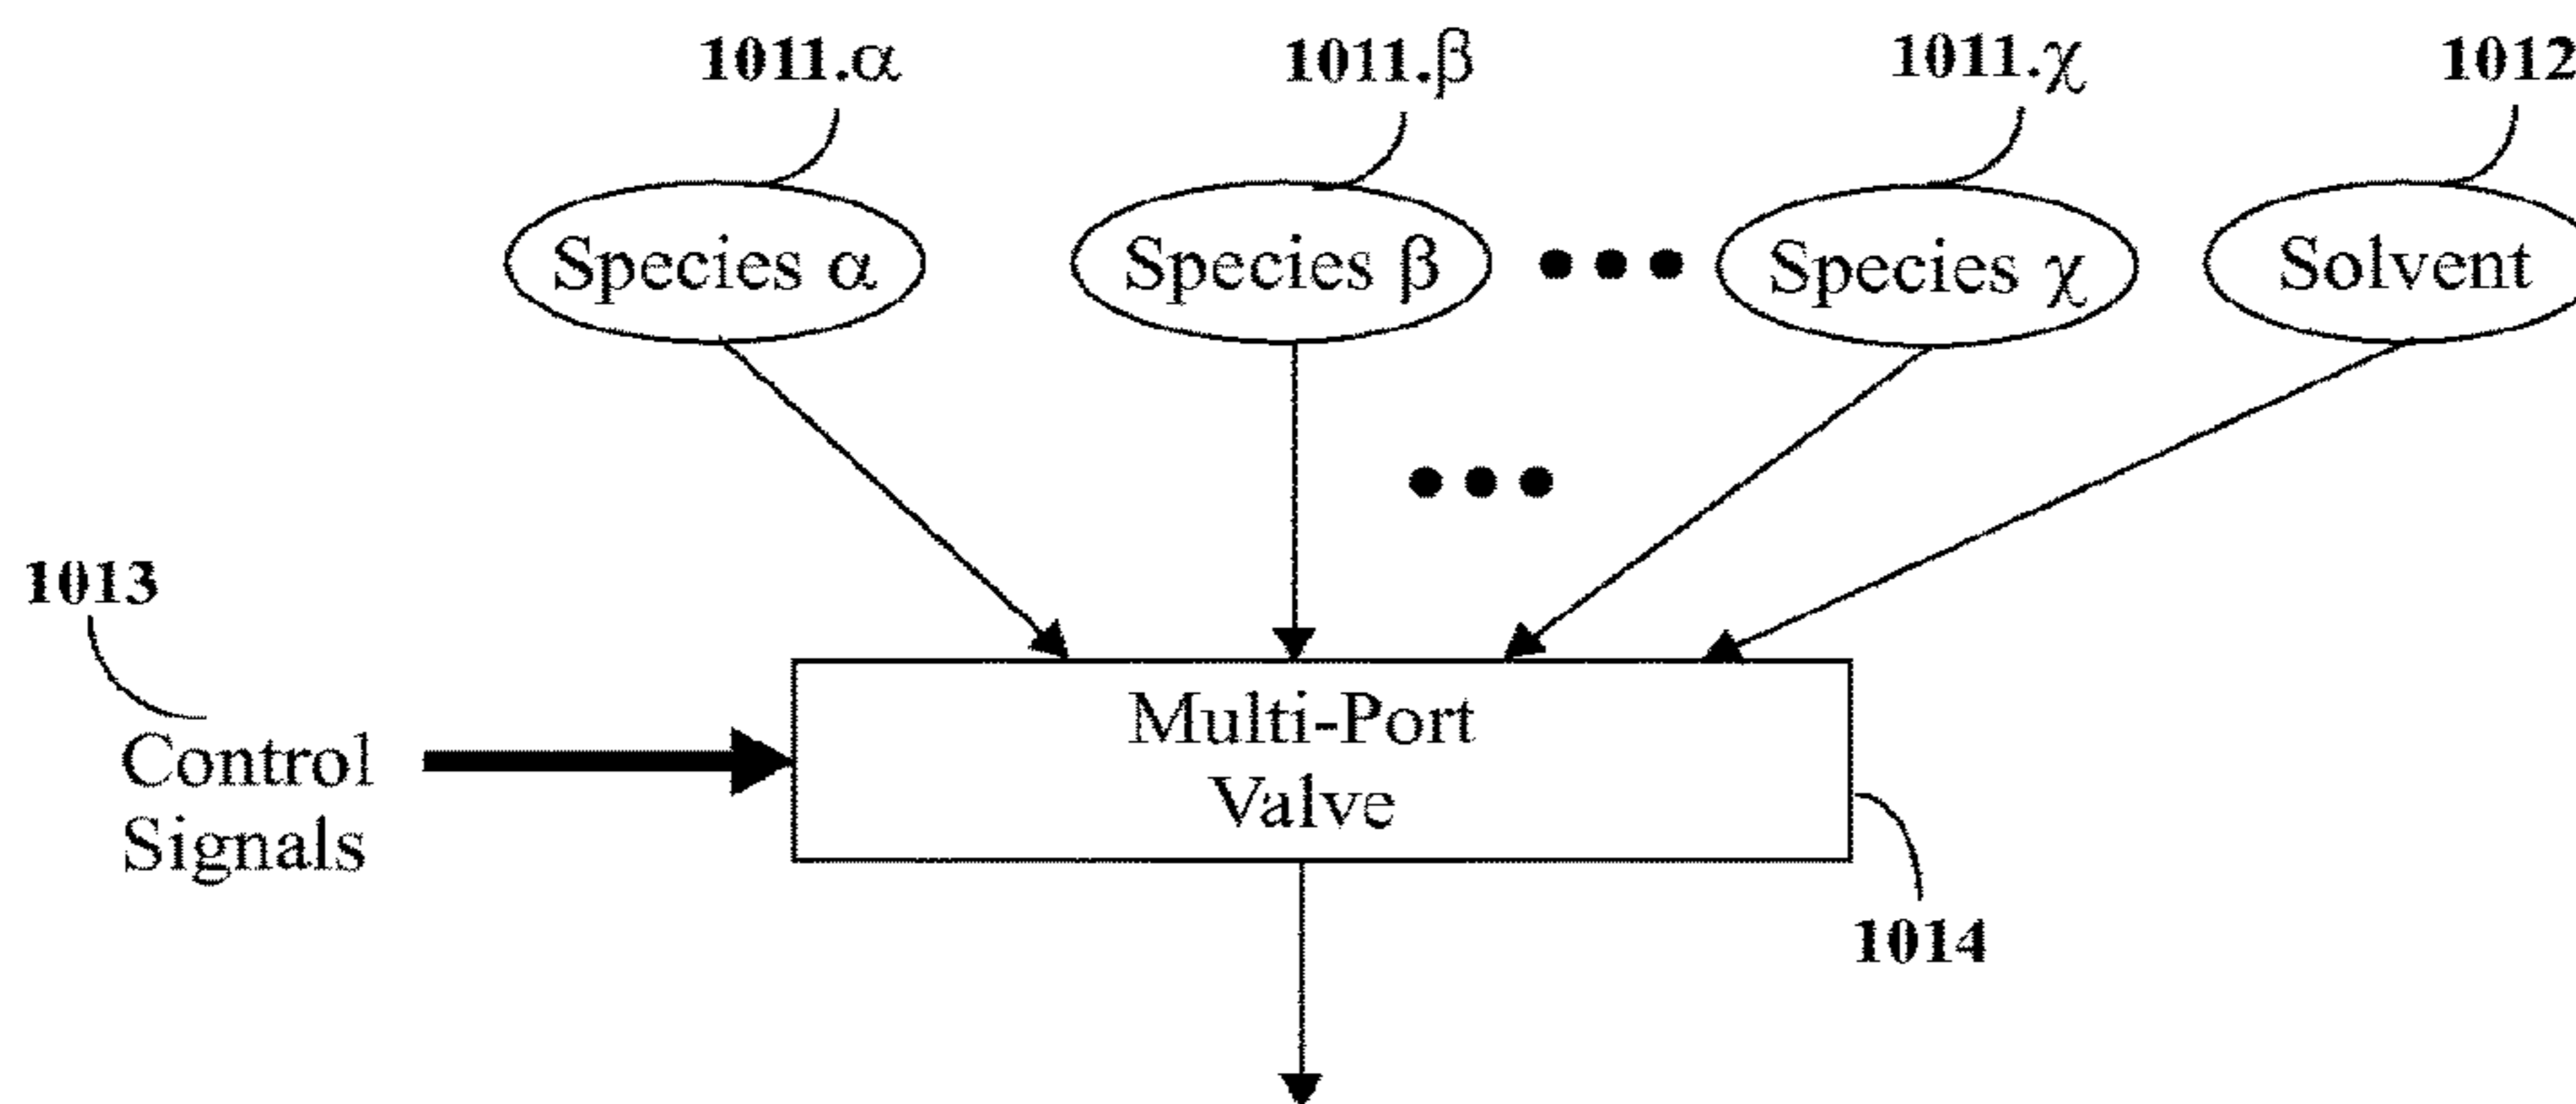 1011.α
1011.β
1011.χ
1012
Species α
Species β
Species χ
Solvent
1013
Control
Signals
Multi-Port
Valve
1014